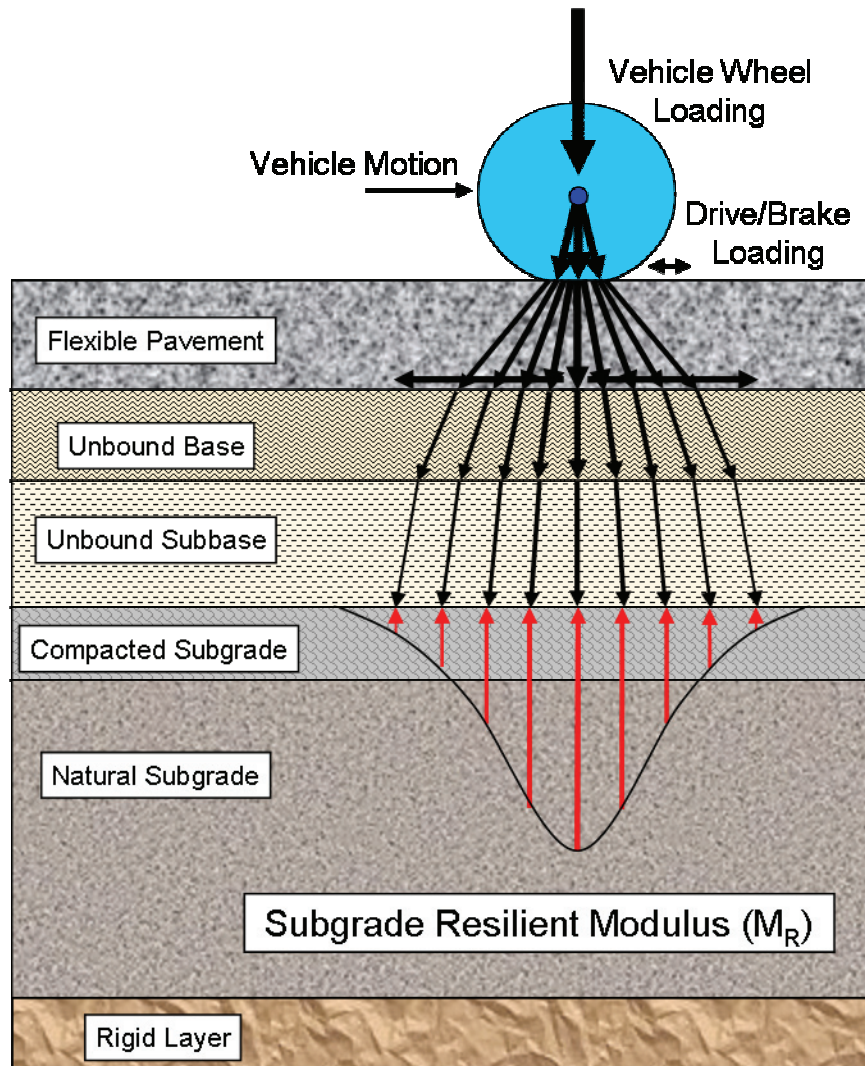 Vehicle Wheel
Loading
Vehicle Motion
Drive/Brake
Loading
Flexible Pavement
Unbound Base
Unbound Subbase
Compacted Subgrade
Natural Subgrade
Subgrade Resilient Modulus (MR)
Rigid Layer